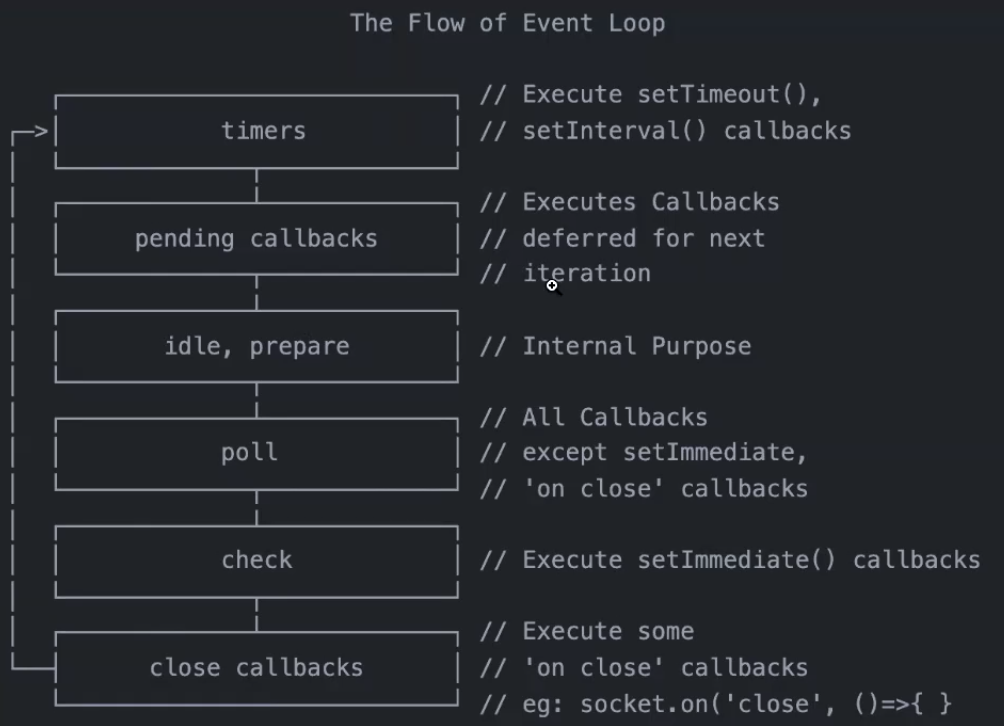 The Flow of Event Loop
// Execute setTimeout(),
timers // setInterval() callbacks
// Executes Callbacks
pending callbacks // deferred for next
// iteration
idle, prepare // Internal Purpose
// All Callbacks
poll // except setImmediate,
// 'on close' callbacks
check // Execute setImmediate() callbacks
// Execute some
close callbacks // 'on close' callbacks
// eg: socket.on('close', ()=>{ }